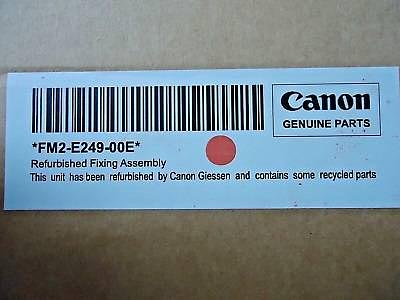 Canon
GENUINE PARTS
*FM2-E249-00E*
Refurbished Fixing Assembly
This unit has been refurbished by Canon Giessen and contains some recycled parts